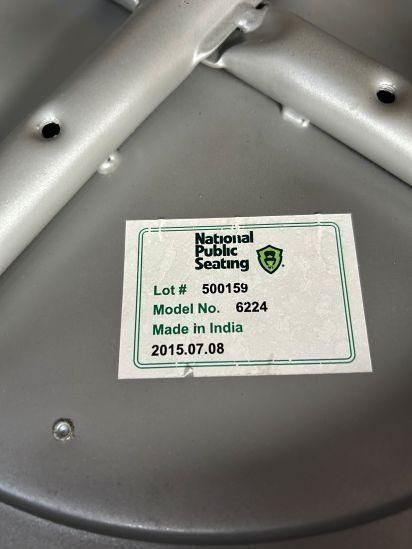 National
Public
Seating
Lot # 500159
Model No. 6224
Made in India
2015.07.08